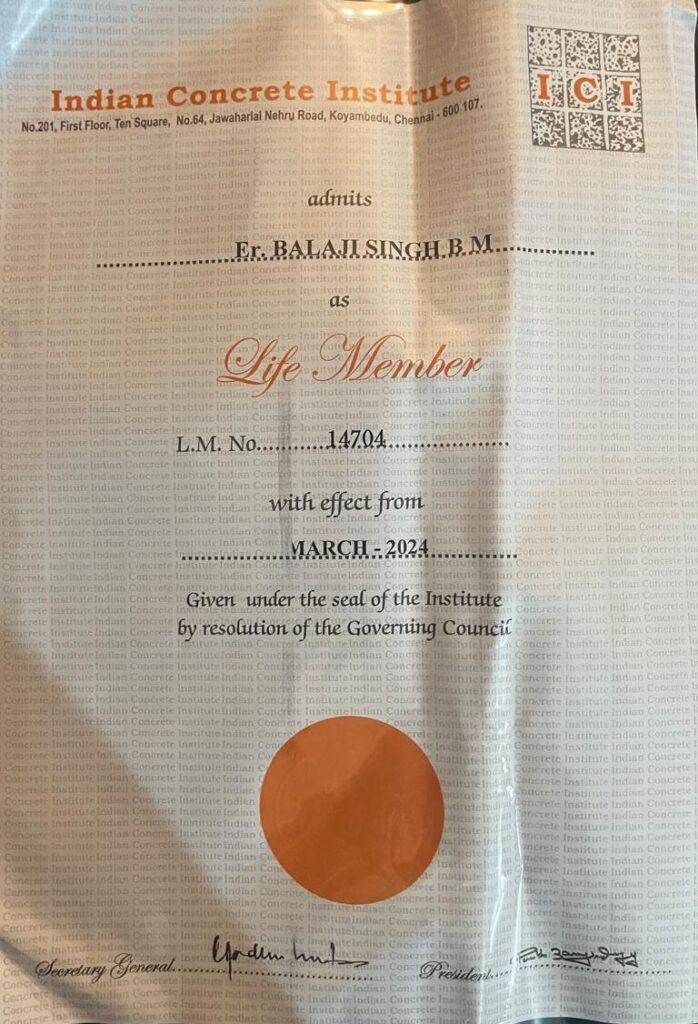 Indian Concrete Institute
No.201, First Floor, Ten Square, No.64, Jawaharlal Nehru Road, Koyambedu, Chennai - 600 107.
I C I
admits
Er. BALAJI SINGH B M
as
Life Member
L.M. No. 14704
with effect from
MARCH - 2024
Given under the seal of the Institute
by resolution of the Governing Council
Secretary General
President